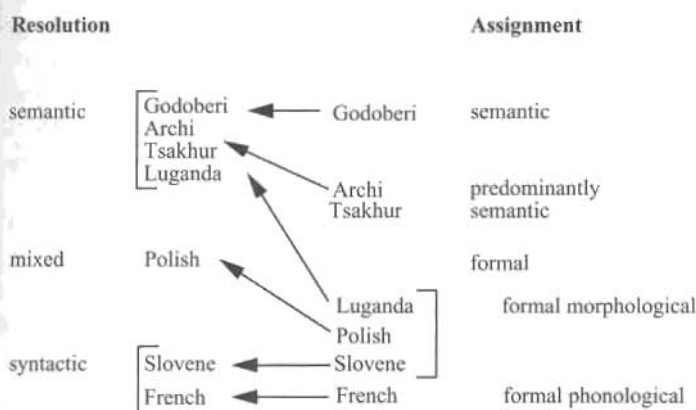 Resolution Assignment
semantic Godoberi Godoberi semantic
Archi
Tsakhur
Luganda
Archi predominantly
Tsakhur semantic
mixed Polish formal
Luganda formal morphological
Polish
syntactic Slovene Slovene
French French formal phonological